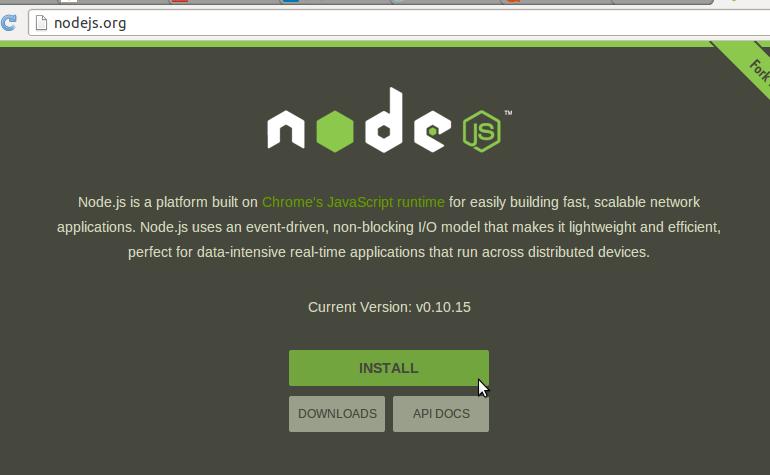 nodejs.org
Fork
node JS ™
Node.js is a platform built on Chrome's JavaScript runtime for easily building fast, scalable network
applications. Node.js uses an event-driven, non-blocking I/O model that makes it lightweight and efficient,
perfect for data-intensive real-time applications that run across distributed devices.
Current Version: v0.10.15
INSTALL
DOWNLOADS API DOCS